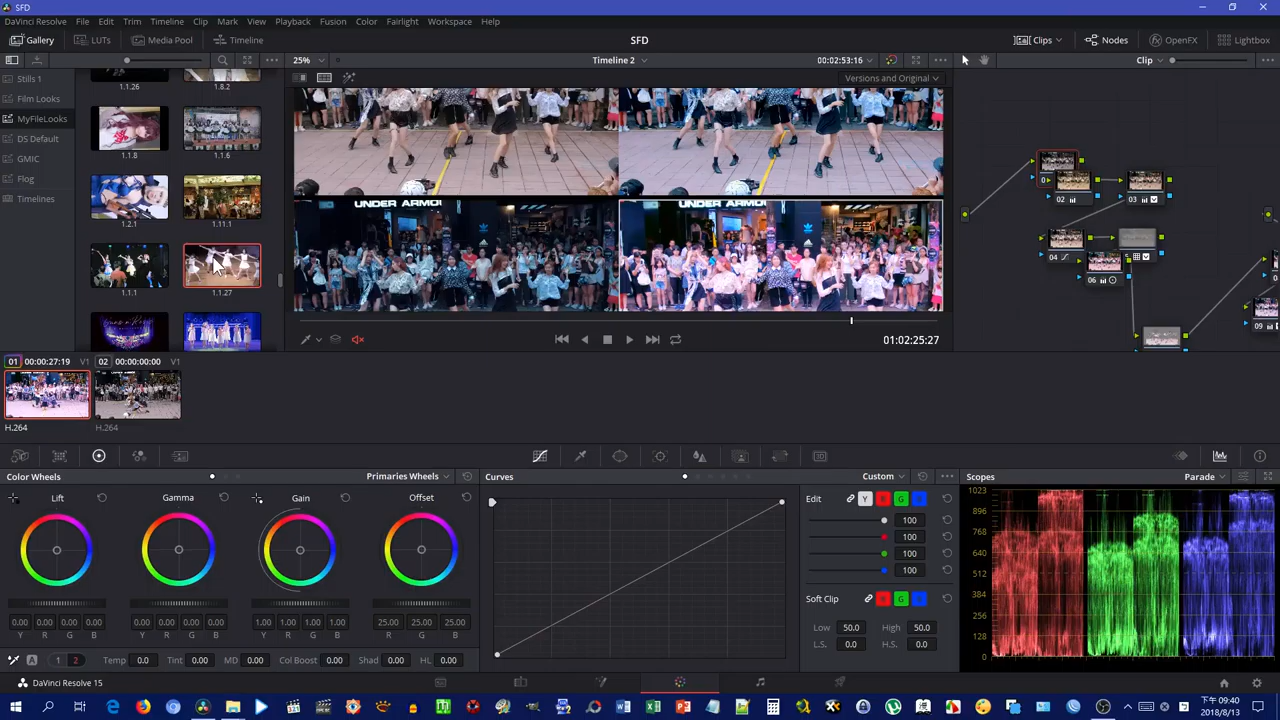 SFD
DaVinci Resolve File Edit Trim Timeline Clip Mark View Playback Fusion Color Fairlight Workspace Help
Gallery LUTs Media Pool Timeline SFD Clips Nodes OpenFX Lightbox
25% Timeline 2 00:02:53:16 Clip
Versions and Original
Stills 1
Film Looks
MyFileLooks
DS Default
GMIC
Flog
Timelines
1.1.26 1.8.2
1.1.8 1.1.6
1.2.1 1.11.1
1.1.1 1.1.27
UNDER ARMOUR UNDER ARMOUR
adidas adidas
02 03
04
06
09
01:02:25:27
01 00:00:27:19 V1 02 00:00:00:00 V1
H.264 H.264
Color Wheels Primaries Wheels Curves Custom Scopes Parade
Lift Gamma Gain Offset
0.00 0.00 0.00 0.00 0.00 0.00 0.00 0.00 1.00 1.00 1.00 1.00 25.00 25.00 25.00
Y R G B Y R G B Y R G B R G B
A 1 2 Temp 0.0 Tint 0.00 MD 0.00 Col Boost 0.00 Shad 0.00 HL 0.00
Edit Y R G B
100
100
100
100
Soft Clip R G B
Low 50.0 High 50.0
L.S. 0.0 H.S. 0.0
1023
896
768
640
512
384
256
128
0
DaVinci Resolve 15
下午 09:40
2018/8/13